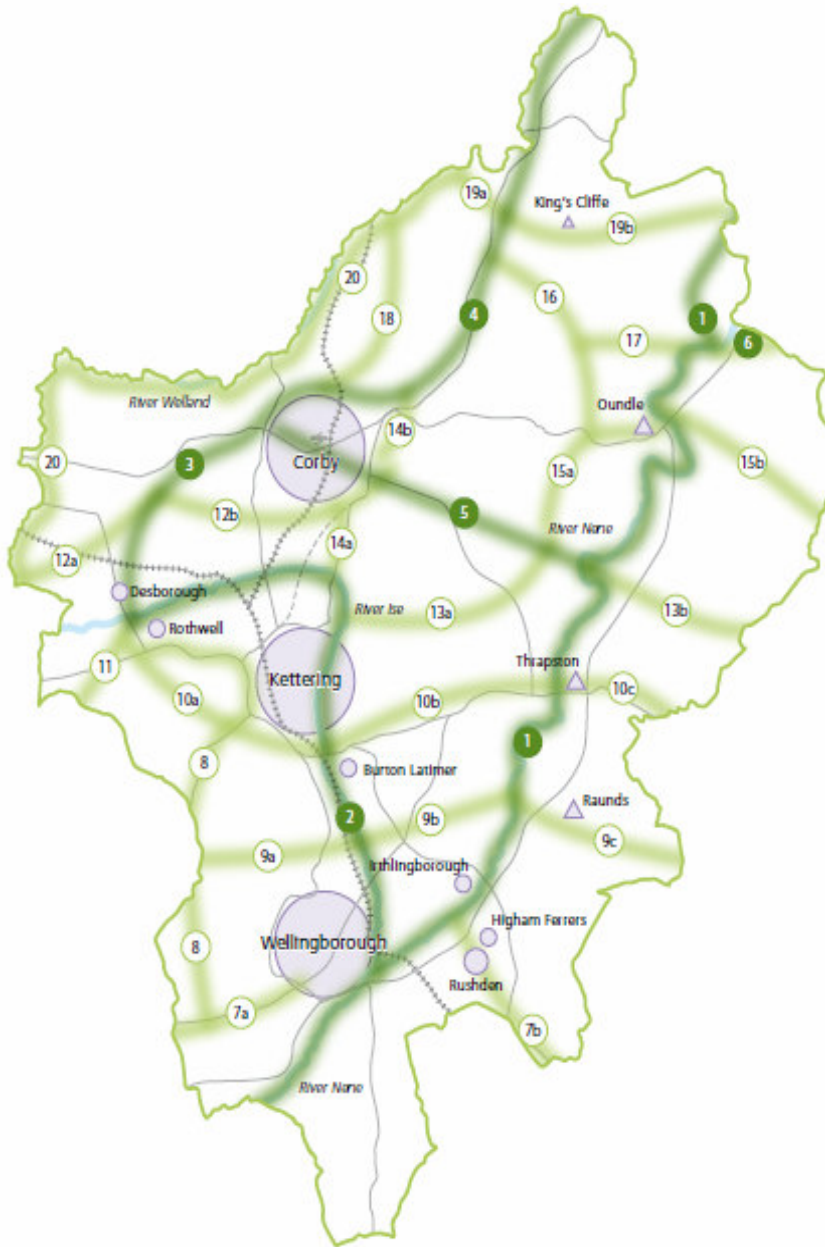 19a
King's Cliffe
19b
20
16
18
4
1
17
6
River Welland
Oundle
14b
20
3
Corby
15a
15b
12b
5
River Nene
12a
14a
Desborough
River Ise
13a
13b
Rothwell
11
Thrapston
Kettering
10a
10b
10c
1
8
Burton Latimer
Raunds
2
9b
9a
9c
Irthlingborough
Higham Ferrers
8
Wellingborough
Rushden
7a
7b
River Nene